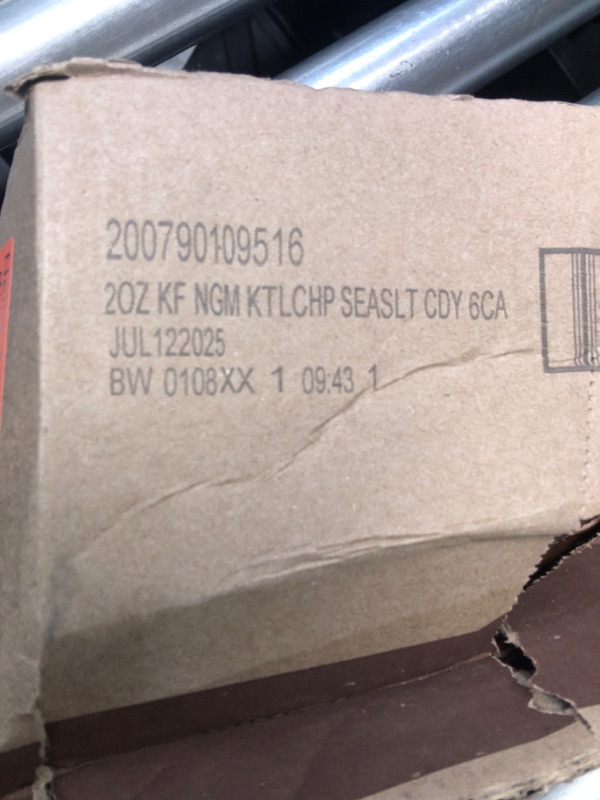 200790109516
2OZ KF NGM KTLCHP SEASLT CDY 6CA
JUL122025
BW 0108XX 1 09:43 1